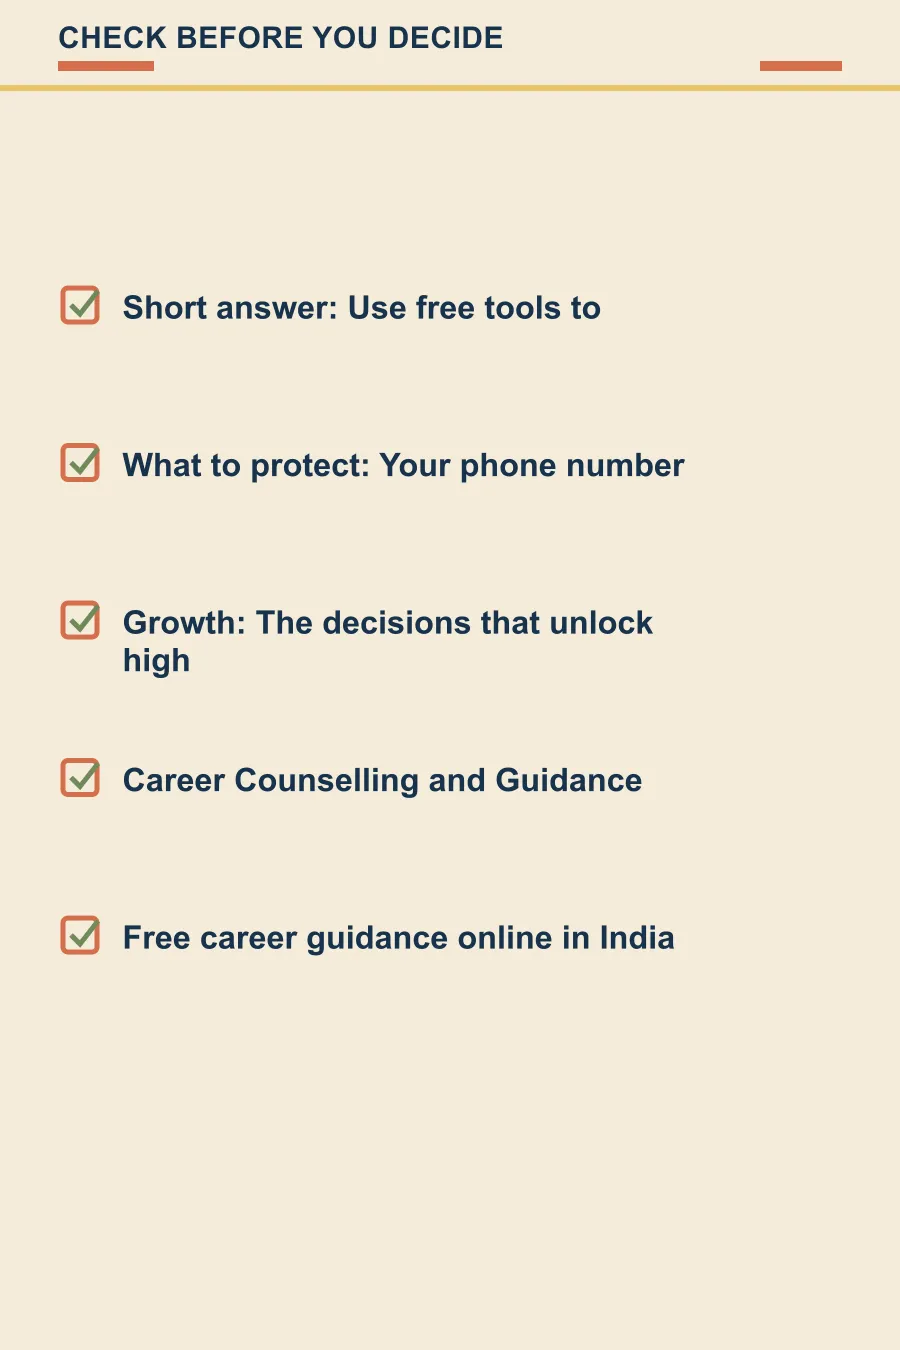 CHECK BEFORE YOU DECIDE
Short answer: Use free tools to
What to protect: Your phone number
Growth: The decisions that unlock
high
Career Counselling and Guidance
Free career guidance online in India